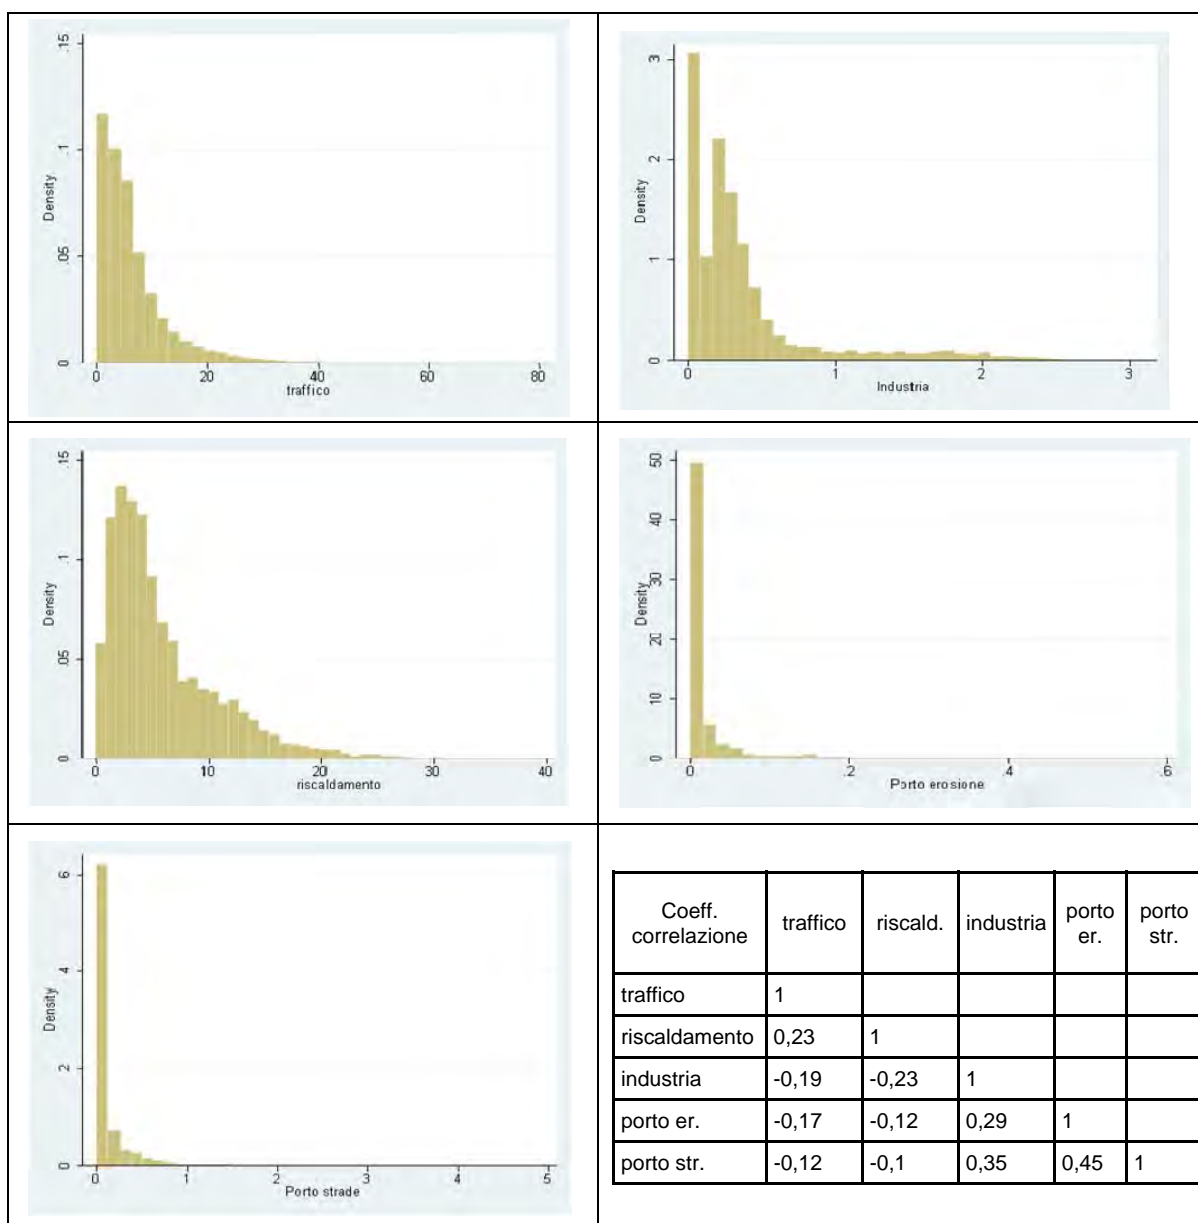 .15
.1
.05
0
Density
0 20 40 60 80
traffico
3
2
1
0
Density
0 1 2 3
Industria
.15
.1
.05
0
Density
0 10 20 30 40
riscaldamento
50
40
30
20
10
0
Density
0 .2 .4 .6
Porto erosione
6
4
2
0
Density
0 1 2 3 4 5
Porto strade
Coeff. correlazione traffico riscald. industria porto er. porto str.
traffico 1
riscaldamento 0,23 1
industria -0,19 -0,23 1
porto er. -0,17 -0,12 0,29 1
porto str. -0,12 -0,1 0,35 0,45 1